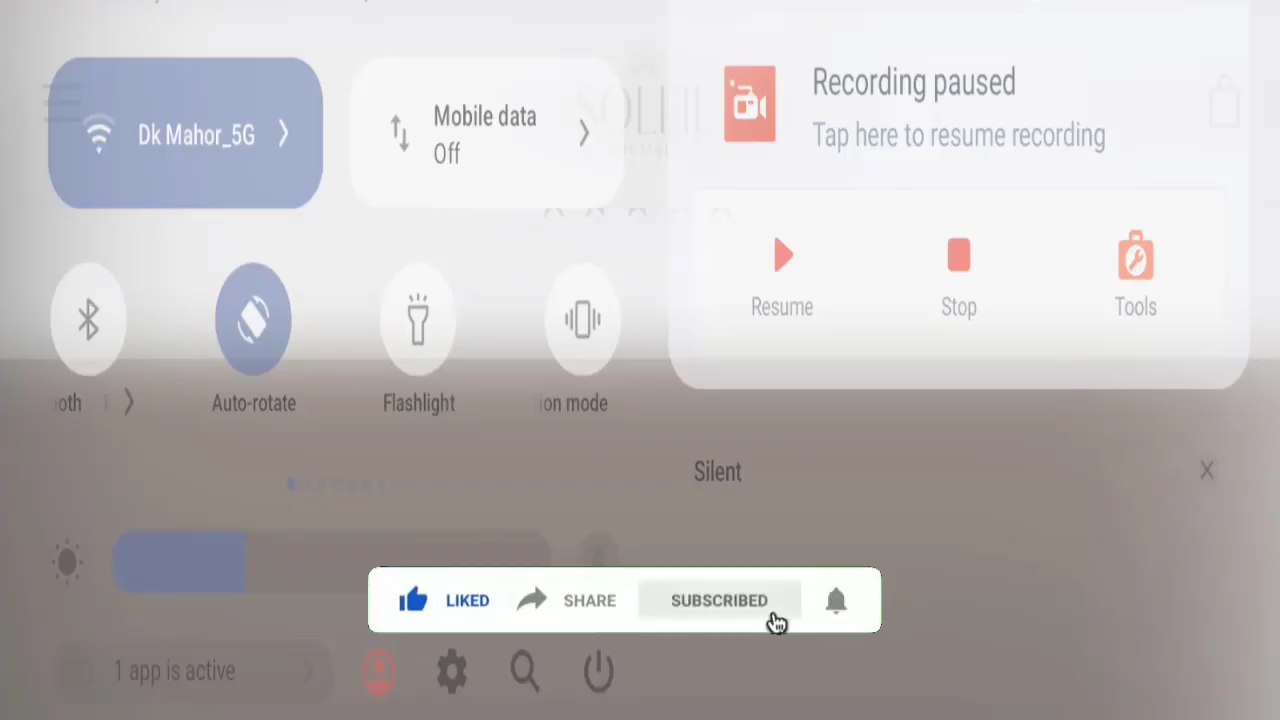 Dk Mahor_5G
Mobile data
Off
Recording paused
Tap here to resume recording
Resume
Stop
Tools
oth
Auto-rotate
Flashlight
ion mode
Silent
LIKED
SHARE
SUBSCRIBED
1 app is active